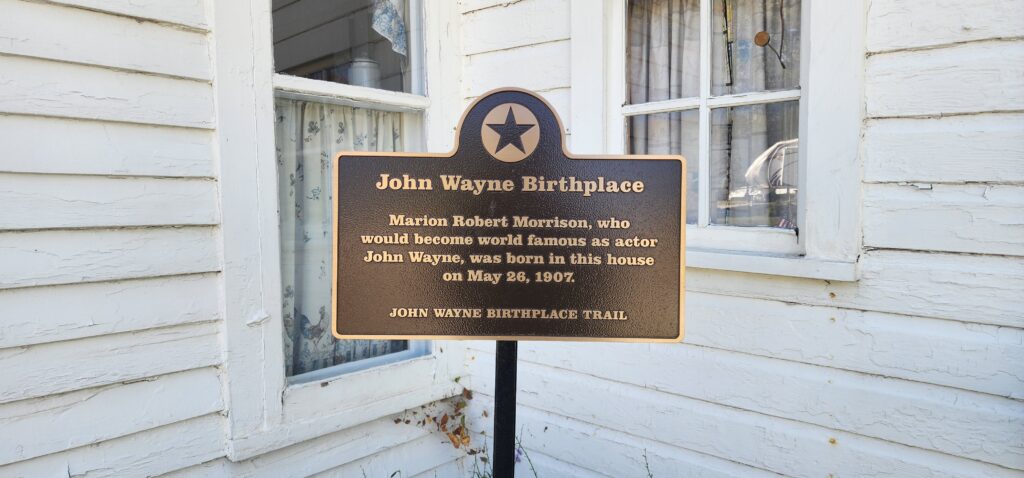 John Wayne Birthplace
Marion Robert Morrison, who
would become world famous as actor
John Wayne, was born in this house
on May 26, 1907.
JOHN WAYNE BIRTHPLACE TRAIL